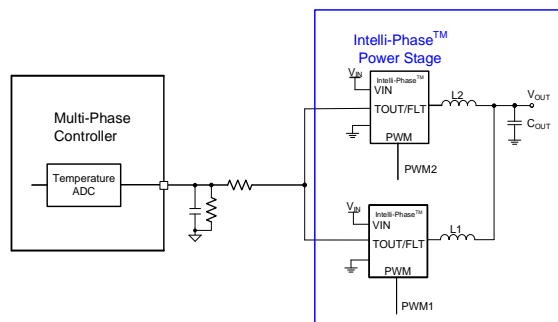 Intelli-Phase™
Power Stage
Multi-Phase
Controller
Temperature
ADC
VIN
Intelli-Phase™
VIN
TOUT/FLT
PWM
PWM2
L2
VOUT
COUT
VIN
Intelli-Phase™
VIN
TOUT/FLT
PWM
PWM1
L1